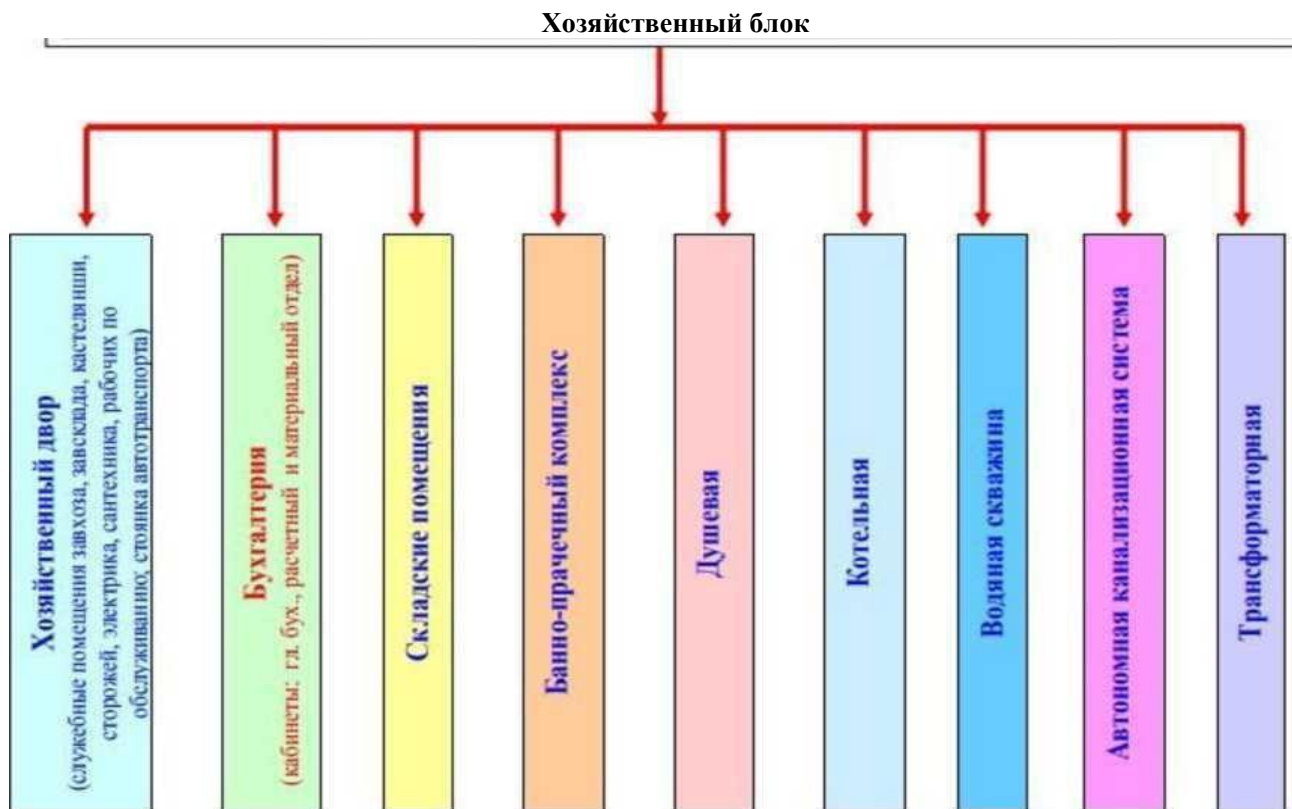 Хозяйственный блок
Хозяйственный двор
(служебные помещения завхоза, завсклада, кастелянши,
сторожей, электрика, сантехника, рабочих по
обслуживанию; стоянка автотранспорта)
Бухгалтерия
(кабинеты: гл. бух., расчетный и материальный отдел)
Складские помещения
Банно-прачечный комплекс
Душевая
Котельная
Водяная скважина
Автономная канализационная система
Трансформаторная